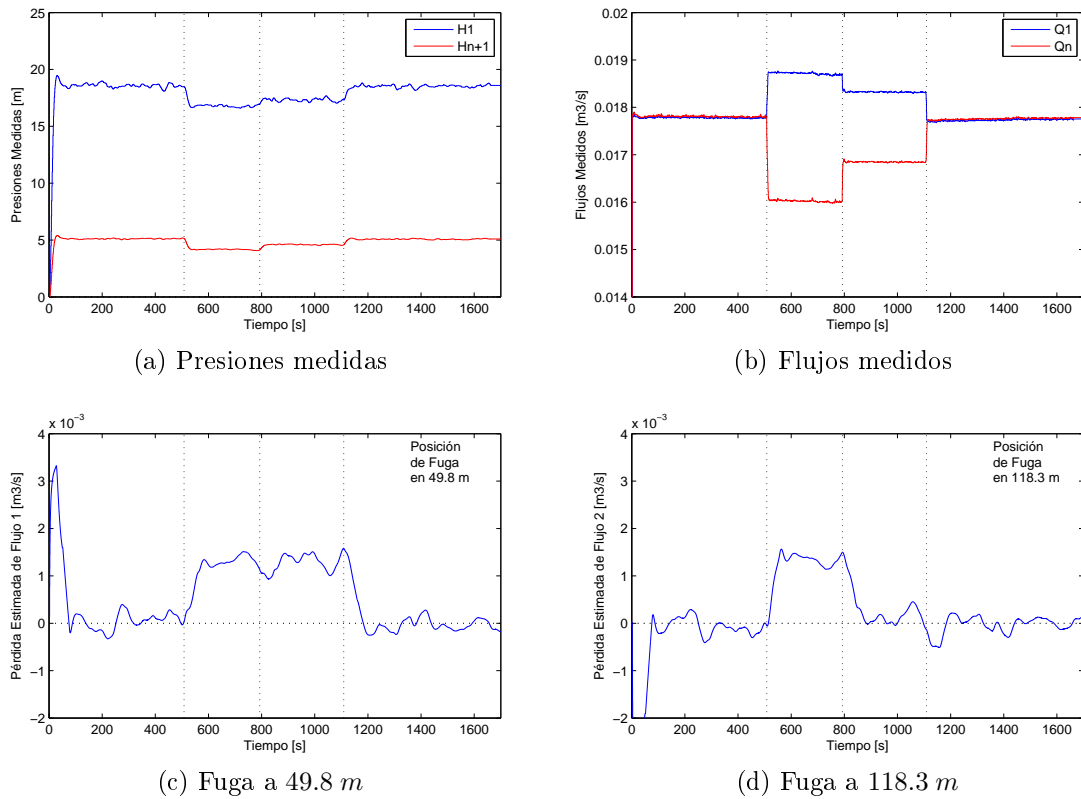 25
20
15
10
5
0
0 200 400 600 800 1000 1200 1400 1600
Presiones Medidas [m]
Tiempo [s]
H1
Hn+1
(a) Presiones medidas
0.02
0.019
0.018
0.017
0.016
0.015
0.014
0 200 400 600 800 1000 1200 1400 1600
Flujos Medidos [m3/s]
Tiempo [s]
Q1
Qn
(b) Flujos medidos
x 10⁻³
4
3
2
1
0
−1
−2
0 200 400 600 800 1000 1200 1400 1600
Pérdida Estimada de Flujo 1 [m3/s]
Tiempo [s]
Posición
de Fuga
en 49.8 m
(c) Fuga a 49.8 m
x 10⁻³
4
3
2
1
0
−1
−2
0 200 400 600 800 1000 1200 1400 1600
Pérdida Estimada de Flujo 2 [m3/s]
Tiempo [s]
Posición
de Fuga
en 118.3 m
(d) Fuga a 118.3 m